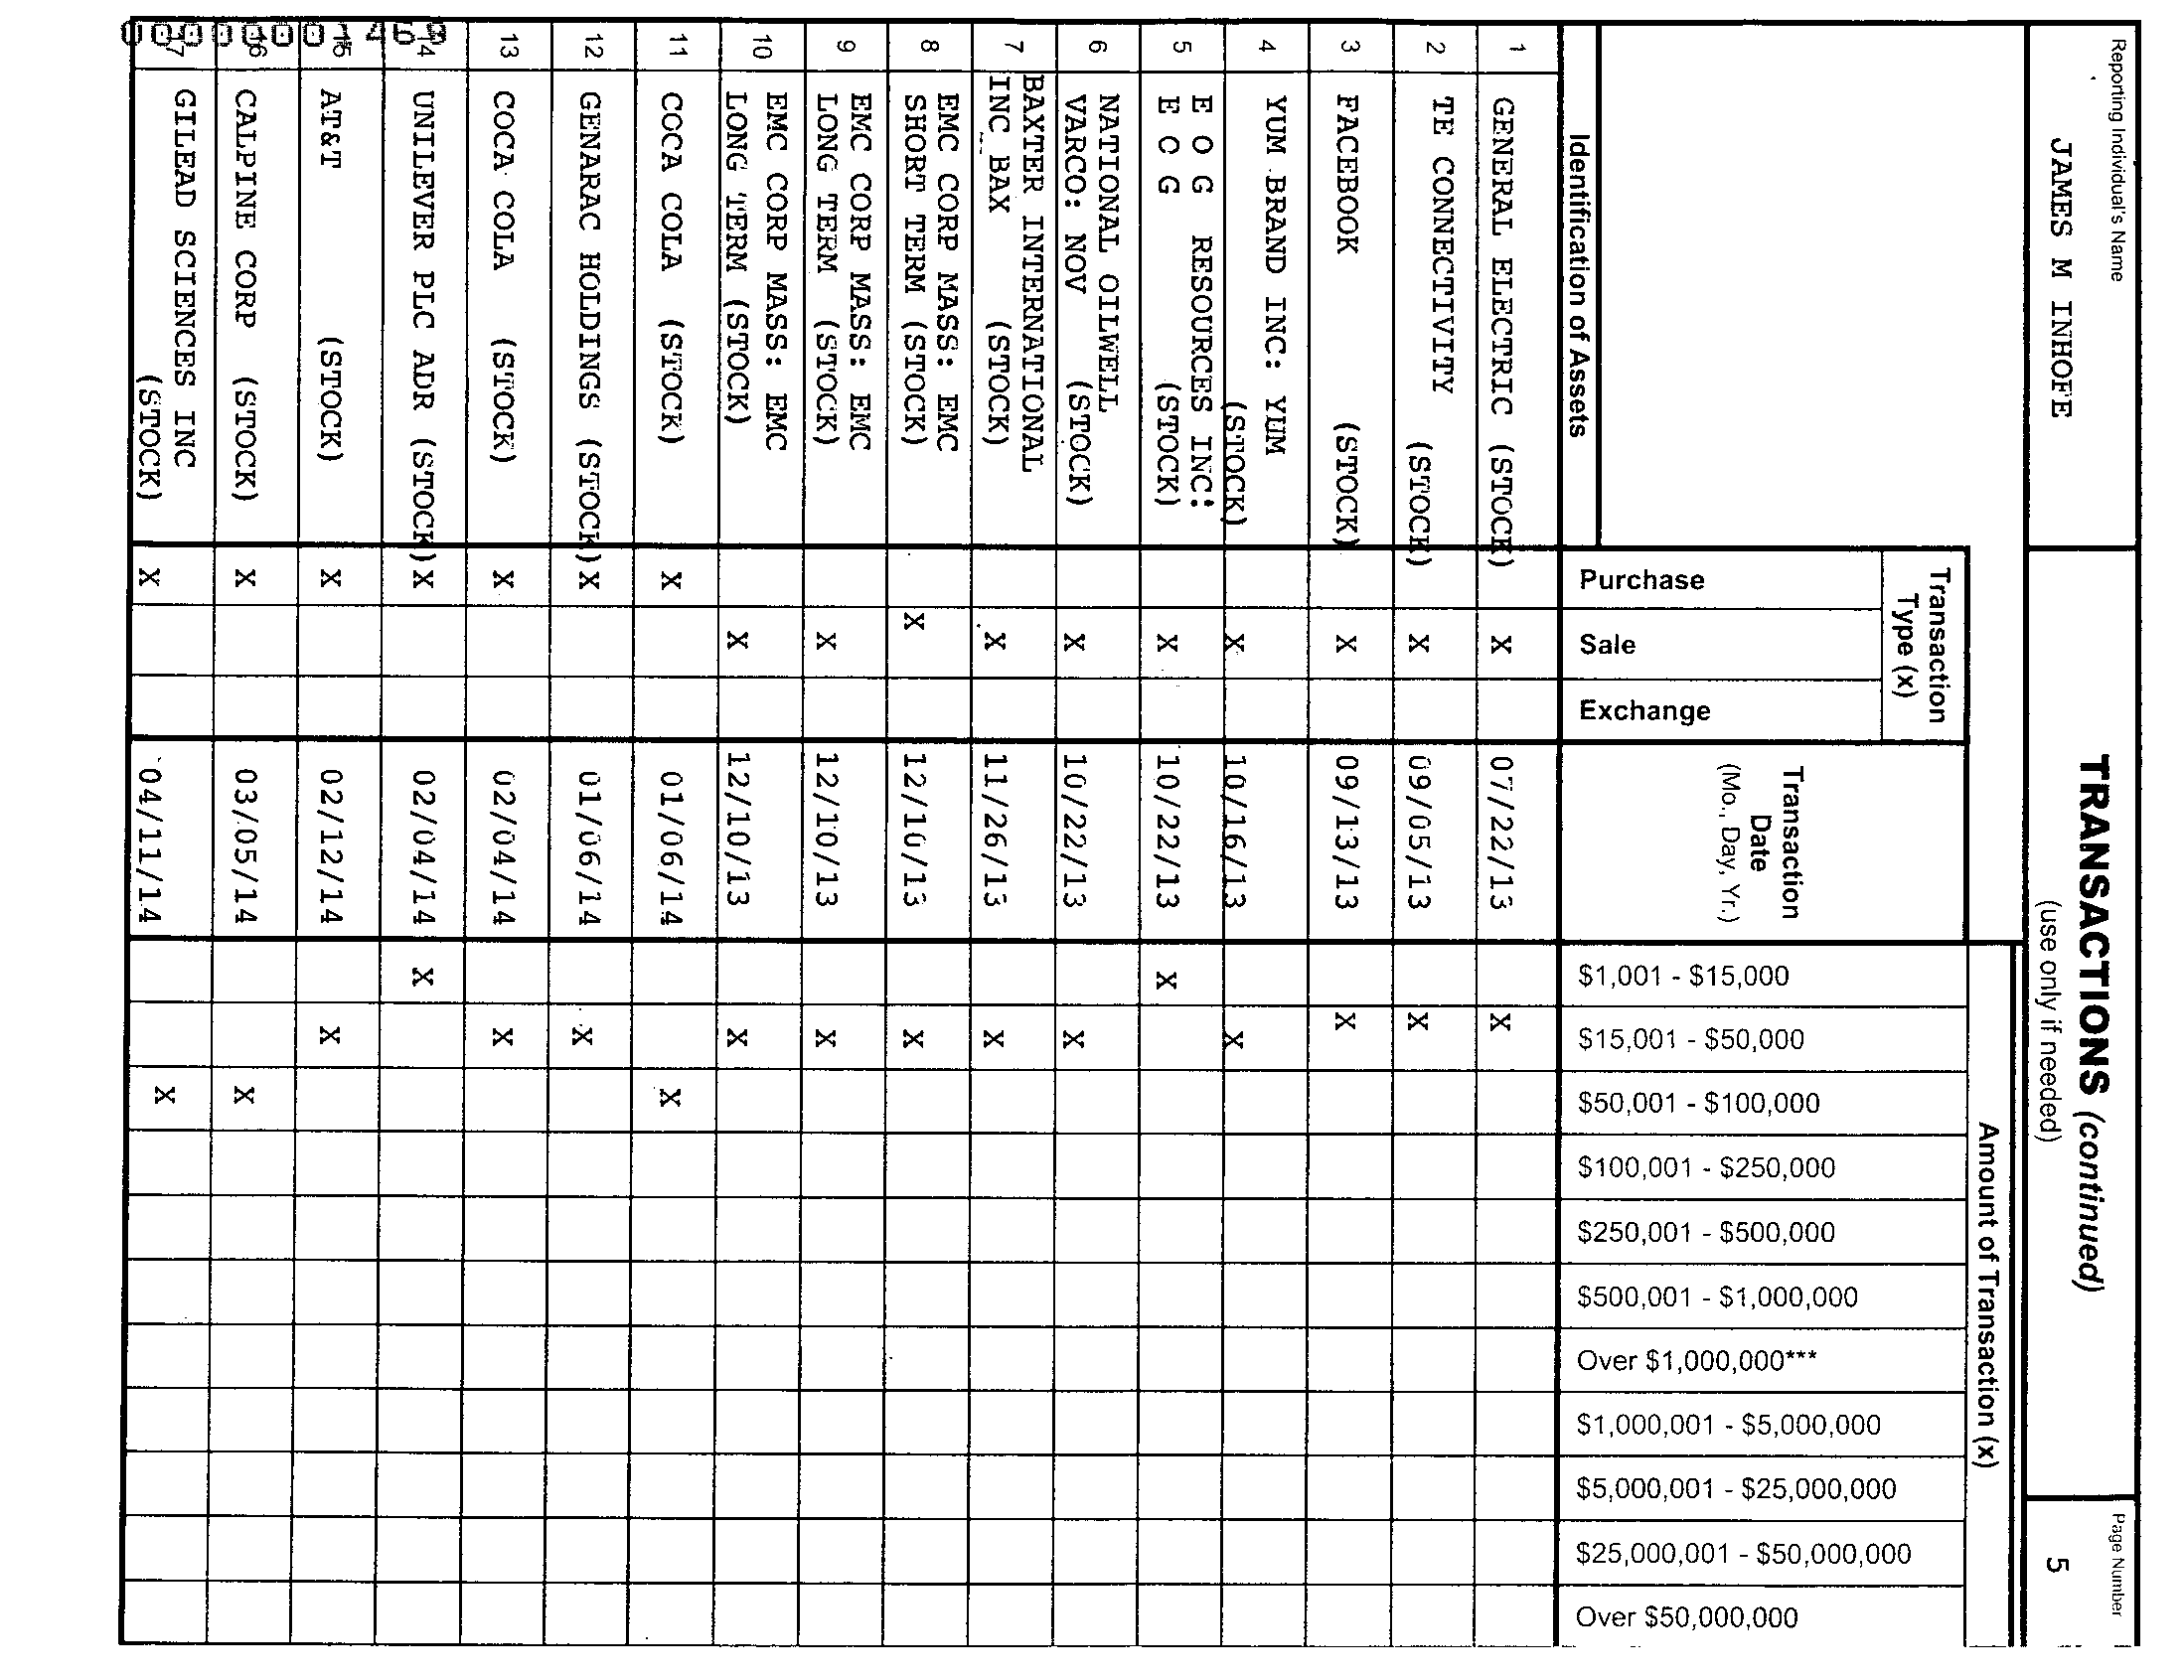 Reporting Individual's Name
JAMES M INHOFE
TRANSACTIONS (continued)
(use only if needed)
Page Number
5
Identification of Assets
Transaction
Type (x)
Purchase
Sale
Exchange
Transaction
Date
(Mo., Day, Yr.)
Amount of Transaction (x)
$1,001 - $15,000
$15,001 - $50,000
$50,001 - $100,000
$100,001 - $250,000
$250,001 - $500,000
$500,001 - $1,000,000
Over $1,000,000***
$1,000,001 - $5,000,000
$5,000,001 - $25,000,000
$25,000,001 - $50,000,000
Over $50,000,000
1 GENERAL ELECTRIC (STOCK) X 07/22/13 X
2 TE CONNECTIVITY
(STOCK) X 09/05/13 X
3 FACEBOOK (STOCK) X 09/13/13 X
4 YUM BRAND INC: YUM
(STOCK) X 10/16/13 X
5 E O G RESOURCES INC:
E C G (STOCK) X 10/22/13 X
6 NATIONAL OILWELL
VARCO: NOV (STOCK) X 10/22/13 X
7 BAXTER INTERNATIONAL
INC BAX (STOCK) X 11/26/13 X
8 EMC CORP MASS: EMC
SHORT TERM (STOCK) X 12/10/13 X
9 EMC CORP MASS: EMC
LONG TERM (STOCK) X 12/10/13 X
10 EMC CORP MASS: EMC
LONG TERM (STOCK) X 12/10/13 X
11 COCA COLA (STOCK) X 01/06/14 X
12 GENARAC HOLDINGS (STOCK) X 01/06/14 X
13 COCA COLA (STOCK) X 02/04/14 X
14 UNILEVER PLC ADR (STOCK) X 02/04/14 X
15 AT&T (STOCK) X 02/12/14 X
16 CALPINE CORP (STOCK) X 03/05/14 X
17 GILEAD SCIENCES INC
(STOCK) X 04/11/14 X